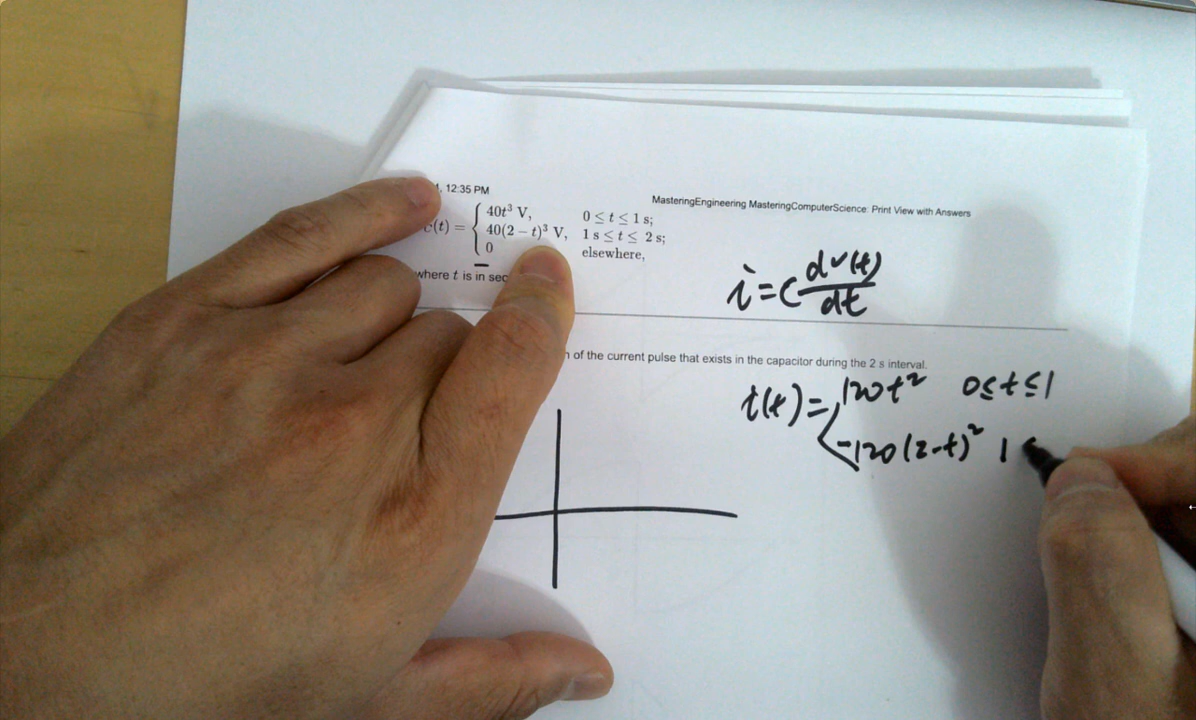 12:35 PM
MasteringEngineering MasteringComputerScience: Print View with Answers
(t) = { 40t³ V, 0 ≤ t ≤ 1 s;
40(2 − t)³ V, 1 s ≤ t ≤ 2 s;
0 elsewhere,
where t is in sec
i=C dv(t)/dt
of the current pulse that exists in the capacitor during the 2 s interval.
i(t)= 120t² 0≤t≤1
-120(2-t)² 1